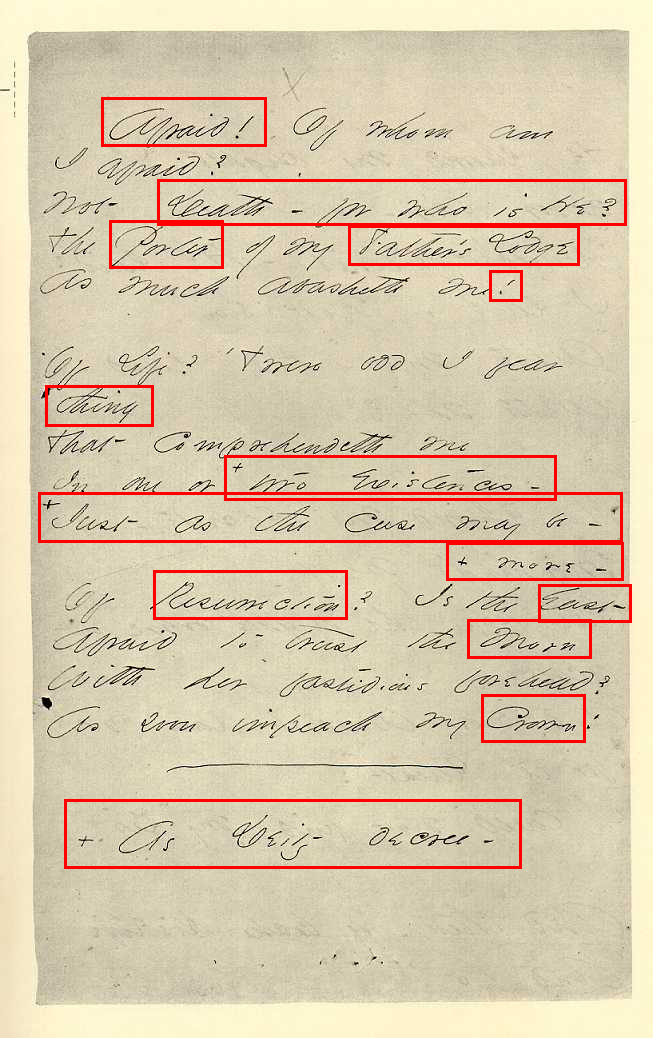 Afraid! Of whom am
I afraid?
Not Death – for who is He?
The Porter of my Father's Lodge
As much abasheth me!
Of Life? 'Twere odd I fear
thing
That comprehendeth me
In one or + two existences –
+ Just as the case may be –
+ more –
Of Resurrection? Is the East
Afraid to trust the Morn
With her fastidious forehead?
As soon impeach my Crown!
+ As Deity decree –